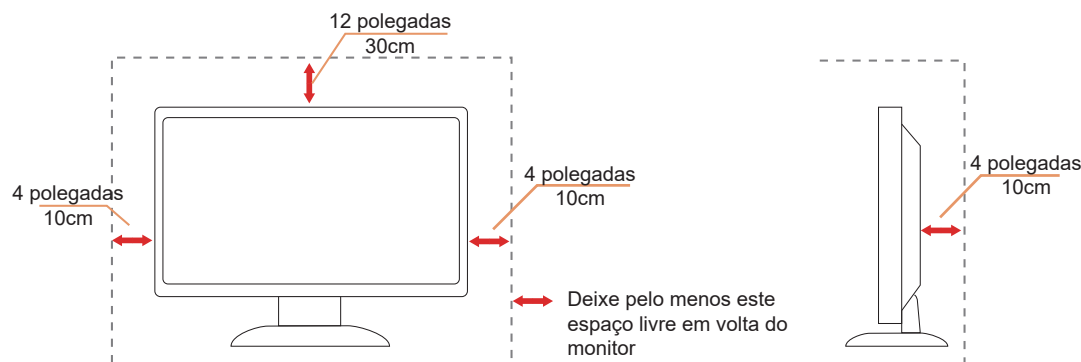 12 polegadas
30cm
4 polegadas
10cm
4 polegadas
10cm
4 polegadas
10cm
Deixe pelo menos este
espaço livre em volta do
monitor